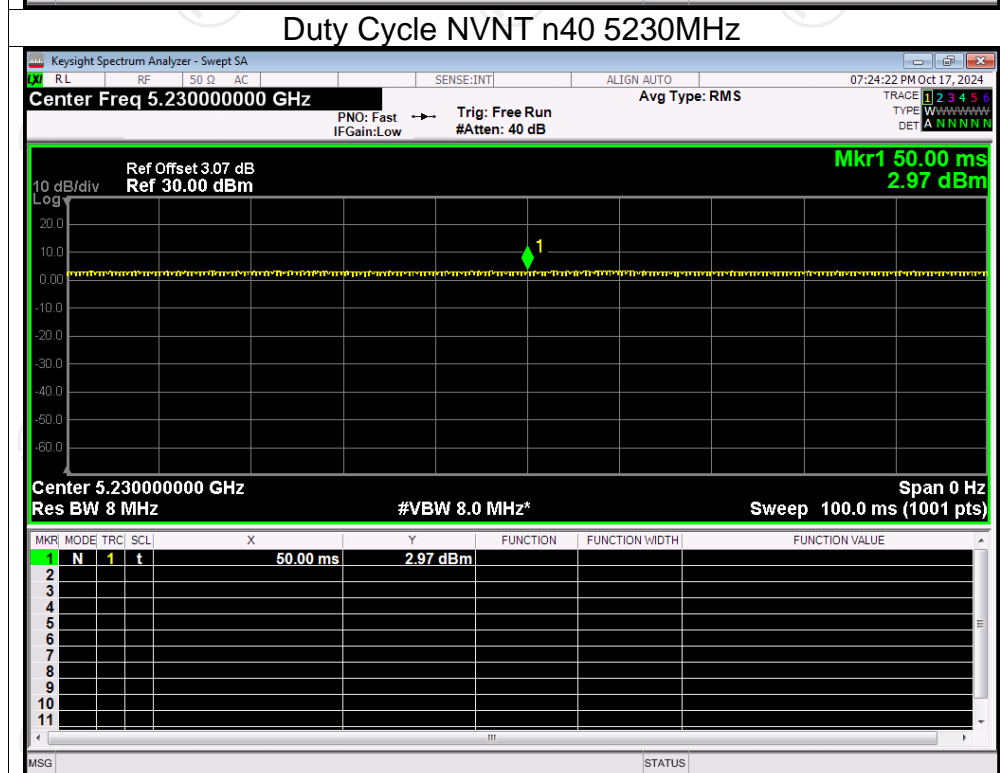 Duty Cycle NVNT n40 5230MHz
Keysight Spectrum Analyzer - Swept SA
LXI RL RF 50 Ω AC SENSE:INT ALIGN AUTO 07:24:22 PM Oct 17, 2024
Center Freq 5.230000000 GHz
PNO: Fast
IFGain:Low
Trig: Free Run
#Atten: 40 dB
Avg Type: RMS
TRACE 1 2 3 4 5 6
TYPE WWWWWW
DET A N N N N N
Mkr1 50.00 ms
2.97 dBm
Ref Offset 3.07 dB
10 dB/div Ref 30.00 dBm
Log
20.0
10.0
0.00
-10.0
-20.0
-30.0
-40.0
-50.0
-60.0
1
Center 5.230000000 GHz Span 0 Hz
Res BW 8 MHz #VBW 8.0 MHz* Sweep 100.0 ms (1001 pts)
MKR MODE TRC SCL X Y FUNCTION FUNCTION WIDTH FUNCTION VALUE
1 N 1 t 50.00 ms 2.97 dBm
2
3
4
5
6
7
8
9
10
11
MSG STATUS